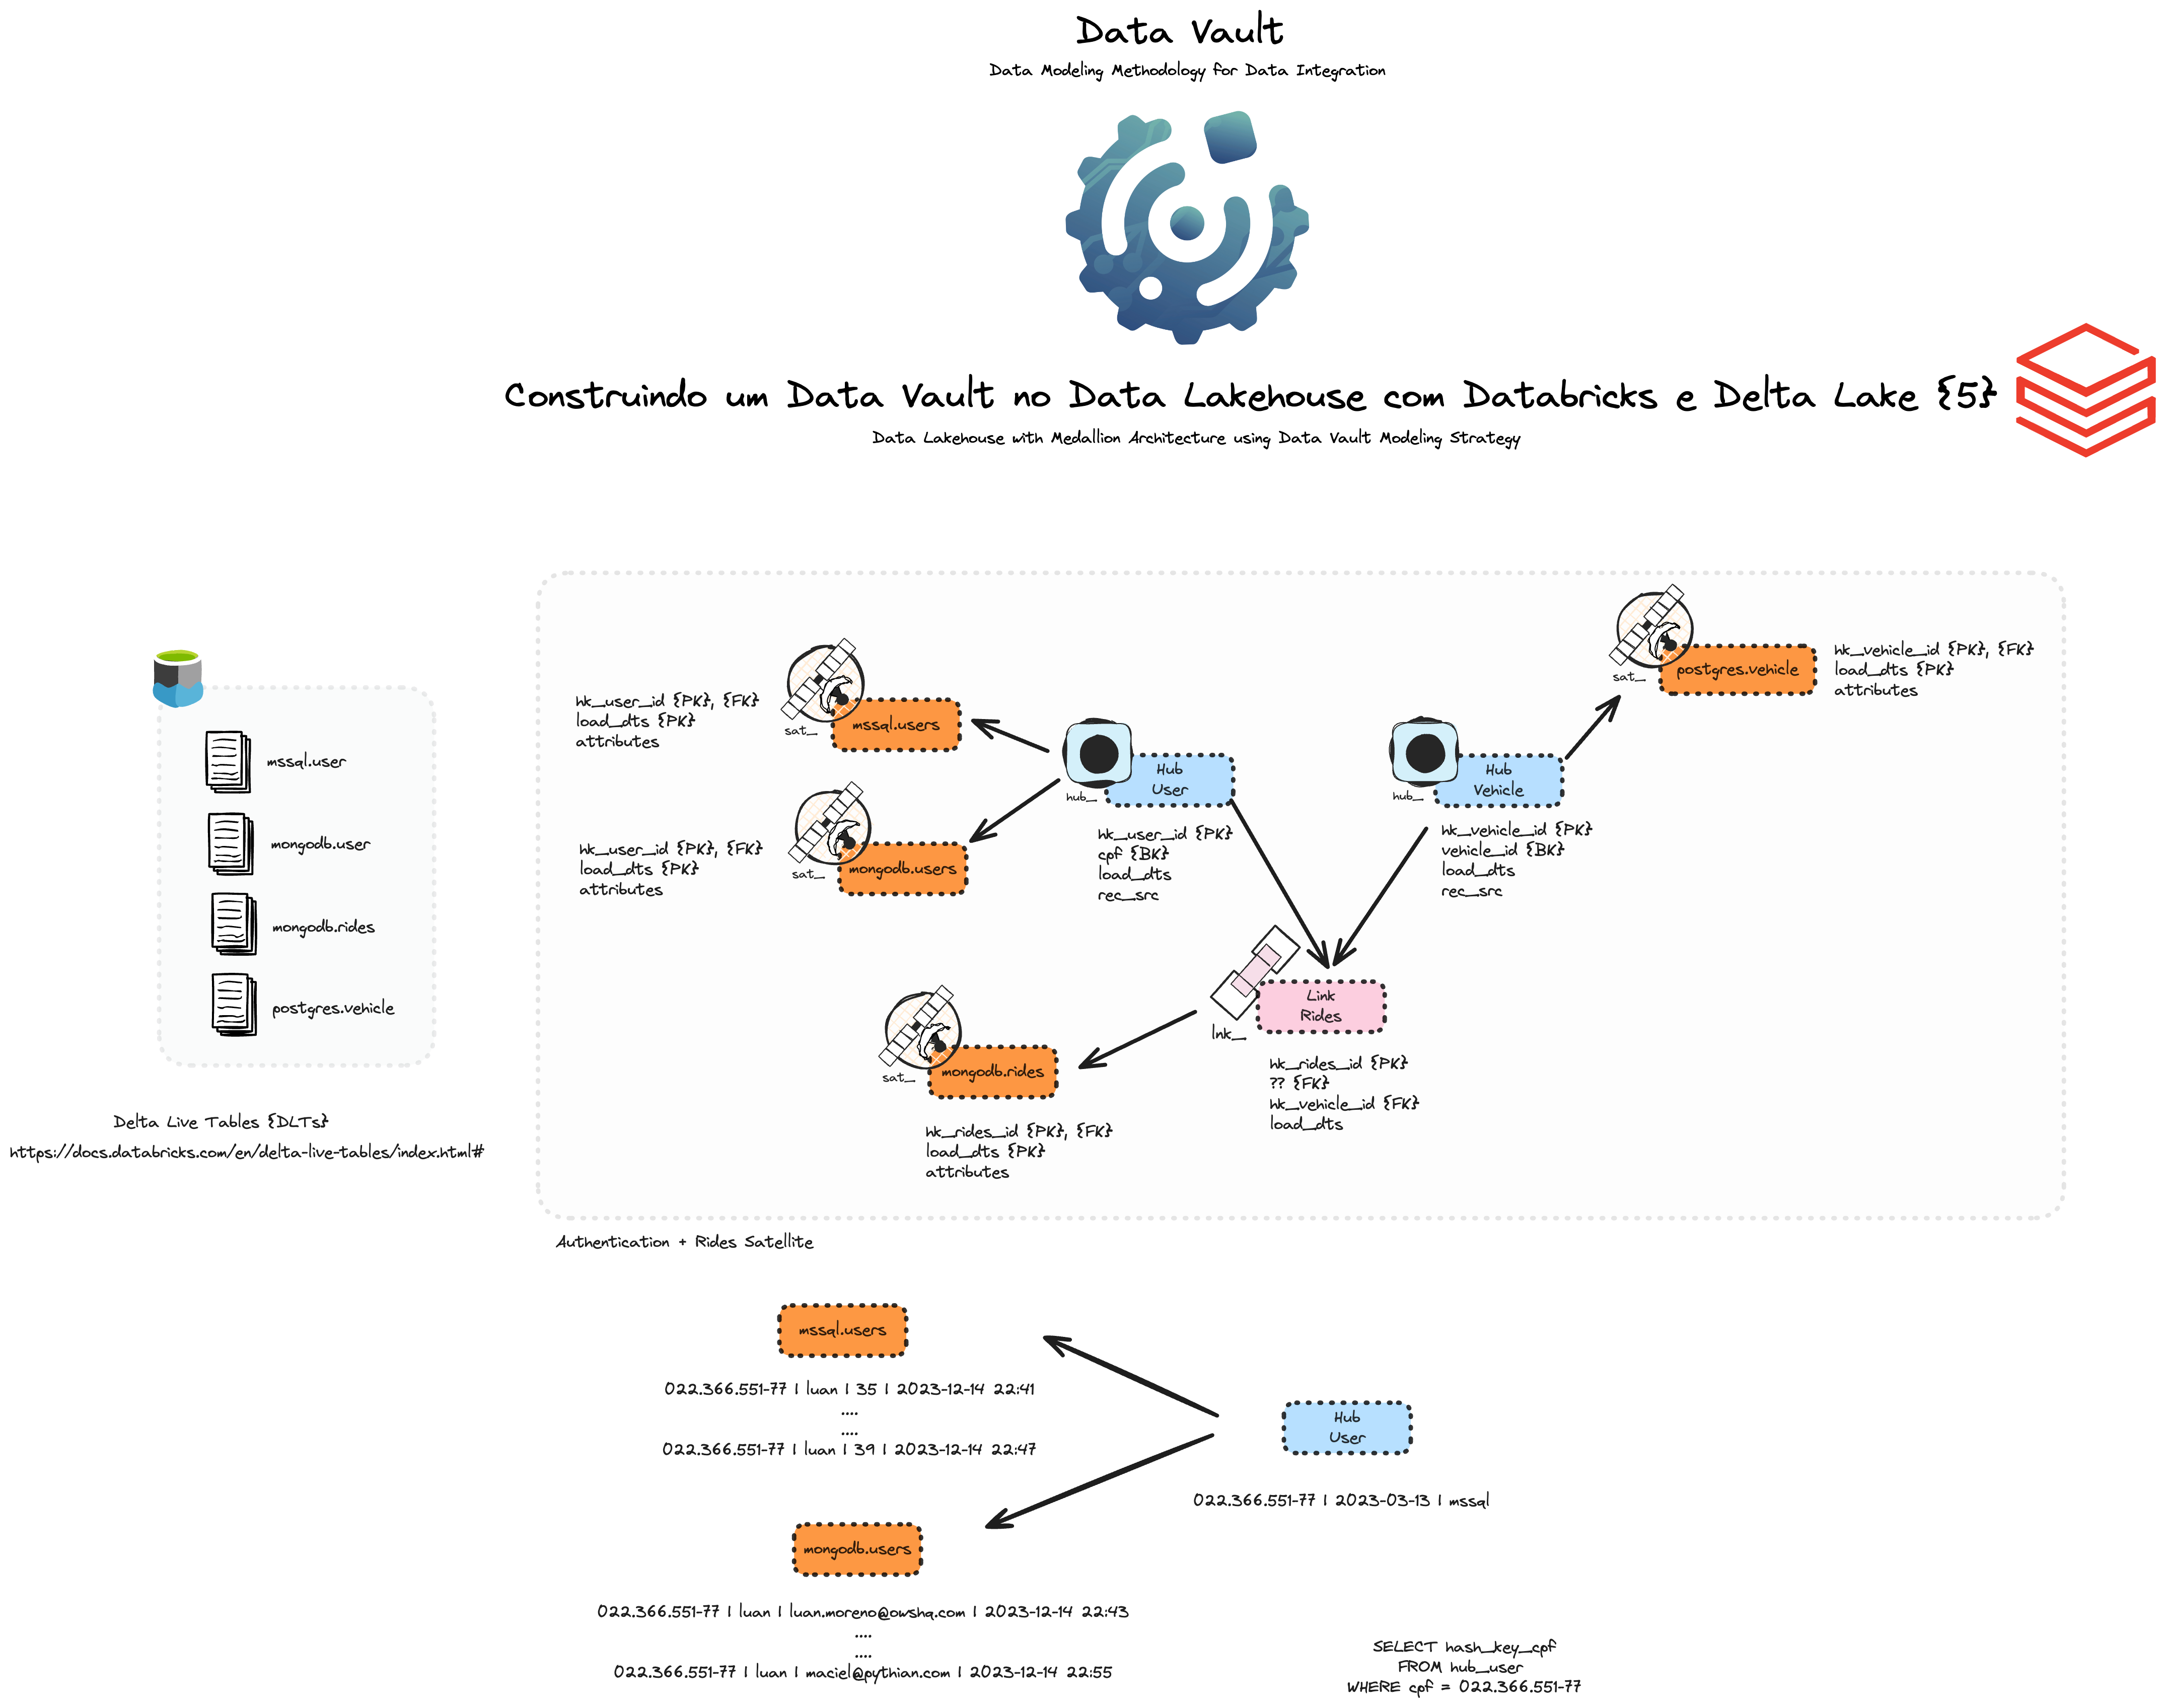 Data Vault
Data Modeling Methodology for Data Integration
Construindo um Data Vault no Data Lakehouse com Databricks e Delta Lake {5}
Data Lakehouse with Medallion Architecture using Data Vault Modeling Strategy
mssql.user
mongodb.user
mongodb.rides
postgres.vehicle
Delta Live Tables {DLTs}
https://docs.databricks.com/en/delta-live-tables/index.html#
hk_user_id {PK}, {FK}
load_dts {PK}
attributes
sat_
mssql.users
hk_user_id {PK}, {FK}
load_dts {PK}
attributes
sat_
mongodb.users
hub_
Hub
User
hk_user_id {PK}
cpf {BK}
load_dts
rec_src
hub_
Hub
Vehicle
hk_vehicle_id {PK}
vehicle_id {BK}
load_dts
rec_src
sat_
postgres.vehicle
hk_vehicle_id {PK}, {FK}
load_dts {PK}
attributes
lnk_
Link
Rides
hk_rides_id {PK}
?? {FK}
hk_vehicle_id {FK}
load_dts
sat_
mongodb.rides
hk_rides_id {PK}, {FK}
load_dts {PK}
attributes
Authentication + Rides Satellite
mssql.users
022.366.551-77 | luan | 35 | 2023-12-14 22:41
....
....
022.366.551-77 | luan | 39 | 2023-12-14 22:47
Hub
User
022.366.551-77 | 2023-03-13 | mssql
mongodb.users
022.366.551-77 | luan | luan.moreno@owshq.com | 2023-12-14 22:43
....
....
022.366.551-77 | luan | maciel@pythian.com | 2023-12-14 22:55
SELECT hash_key_cpf
FROM hub_user
WHERE cpf = 022.366.551-77